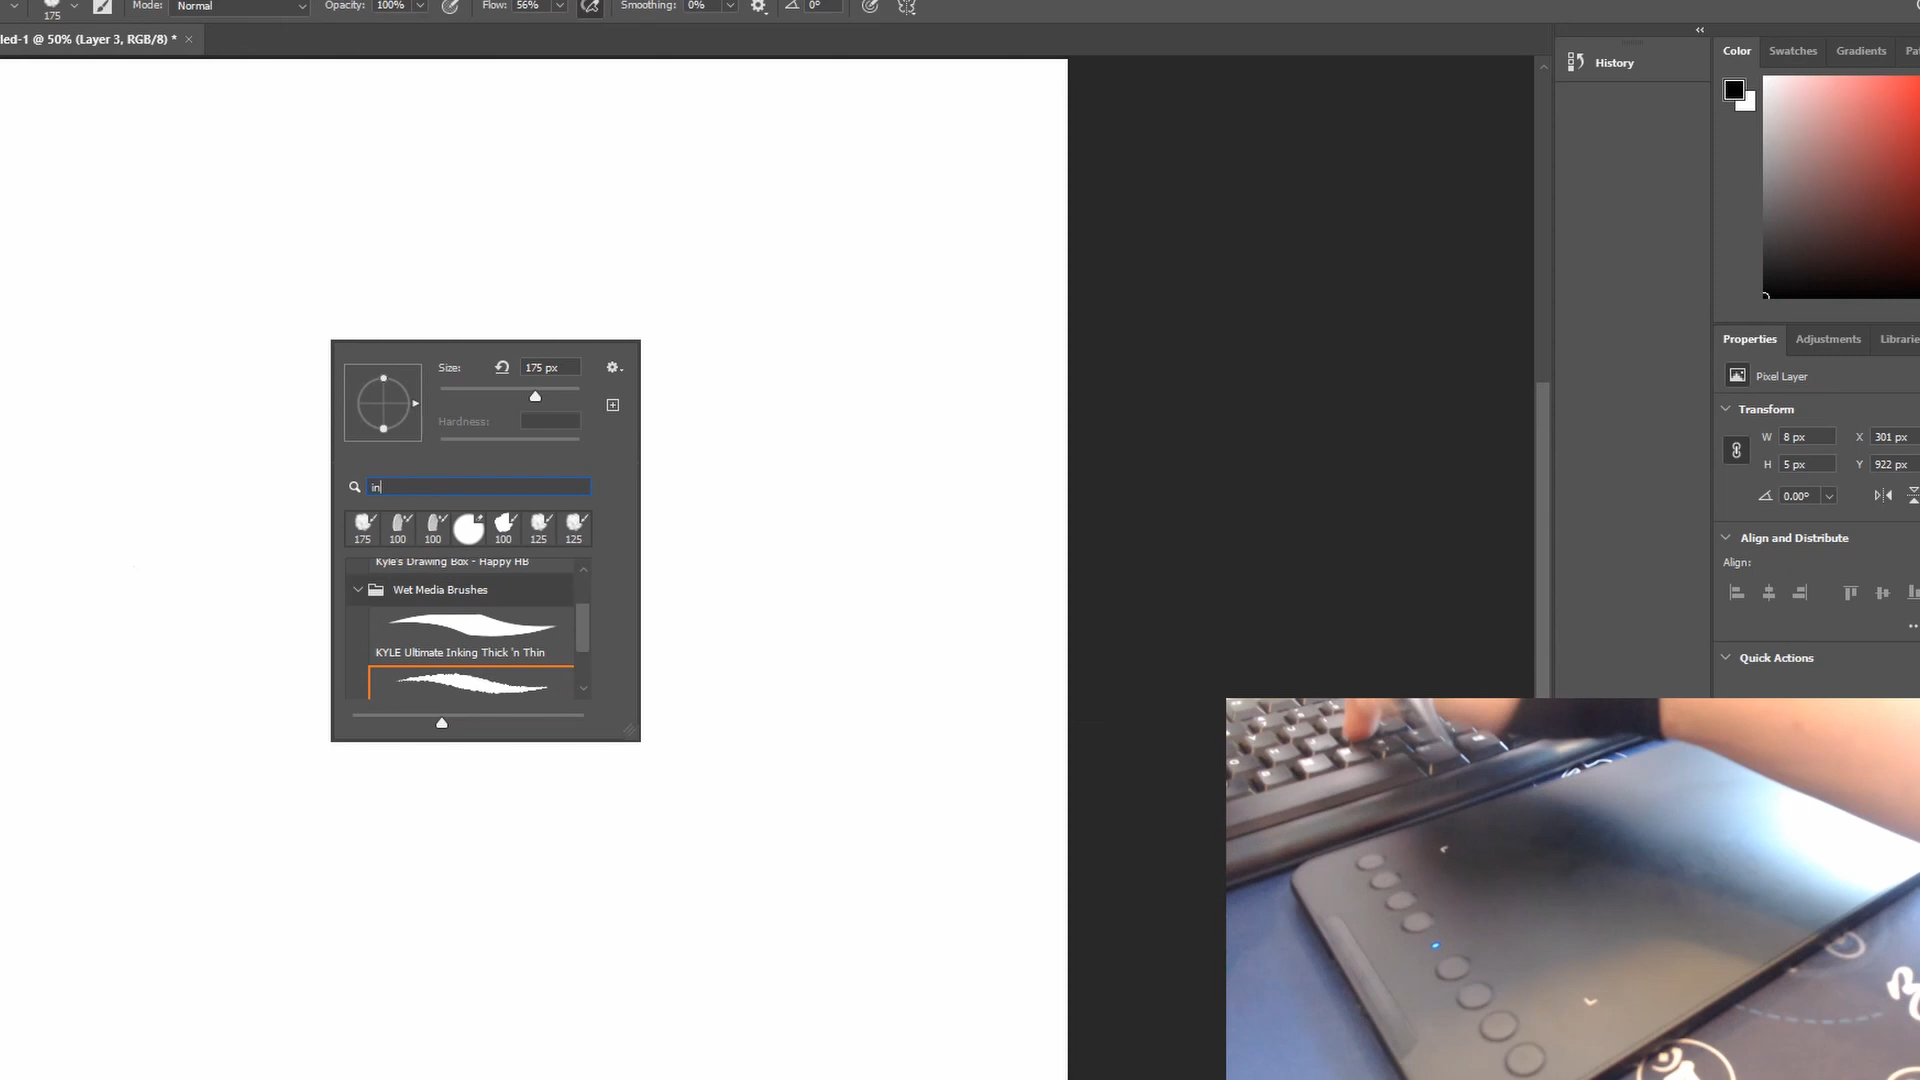 175
Mode: Normal
Opacity: 100%
Flow: 56%
Smoothing: 0%
0°
led-1 @ 50% (Layer 3, RGB/8) *
History
Color
Swatches
Gradients
Size:
175 px
Hardness:
in
175 100 100 100 125 125
Kyle's Drawing Box - Happy HB
Wet Media Brushes
KYLE Ultimate Inking Thick 'n Thin
Properties
Adjustments
Librarie
Pixel Layer
Transform
W 8 px X 301 px
H 5 px Y 922 px
0.00°
Align and Distribute
Align:
Quick Actions